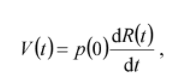 V(t) = p(0) dR(t)/dt ,